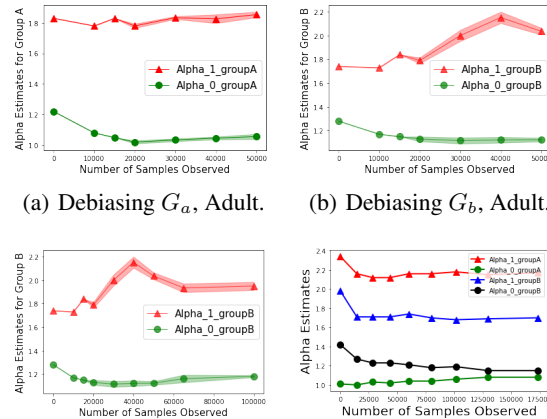 Alpha Estimates for Group A
1.8
1.6
1.4
1.2
1.0
Alpha_1_groupA
Alpha_0_groupA
0 10000 20000 30000 40000 50000
Number of Samples Observed
(a) Debiasing Gₐ, Adult.
Alpha Estimates for Group B
2.2
2.0
1.8
1.6
1.4
1.2
Alpha_1_groupB
Alpha_0_groupB
0 10000 20000 30000 40000 5000
Number of Samples Observed
(b) Debiasing G_b, Adult.
Alpha Estimates for Group B
2.2
2.0
1.8
1.6
1.4
1.2
Alpha_1_groupB
Alpha_0_groupB
0 20000 40000 60000 80000 100000
Number of Samples Observed
Alpha Estimates
2.4
2.2
2.0
1.8
1.6
1.4
1.2
1.0
Alpha_1_groupA
Alpha_0_groupA
Alpha_1_groupB
Alpha_0_groupB
0 25000 50000 75000 100000 125000 150000 17500
Number of Samples Observed